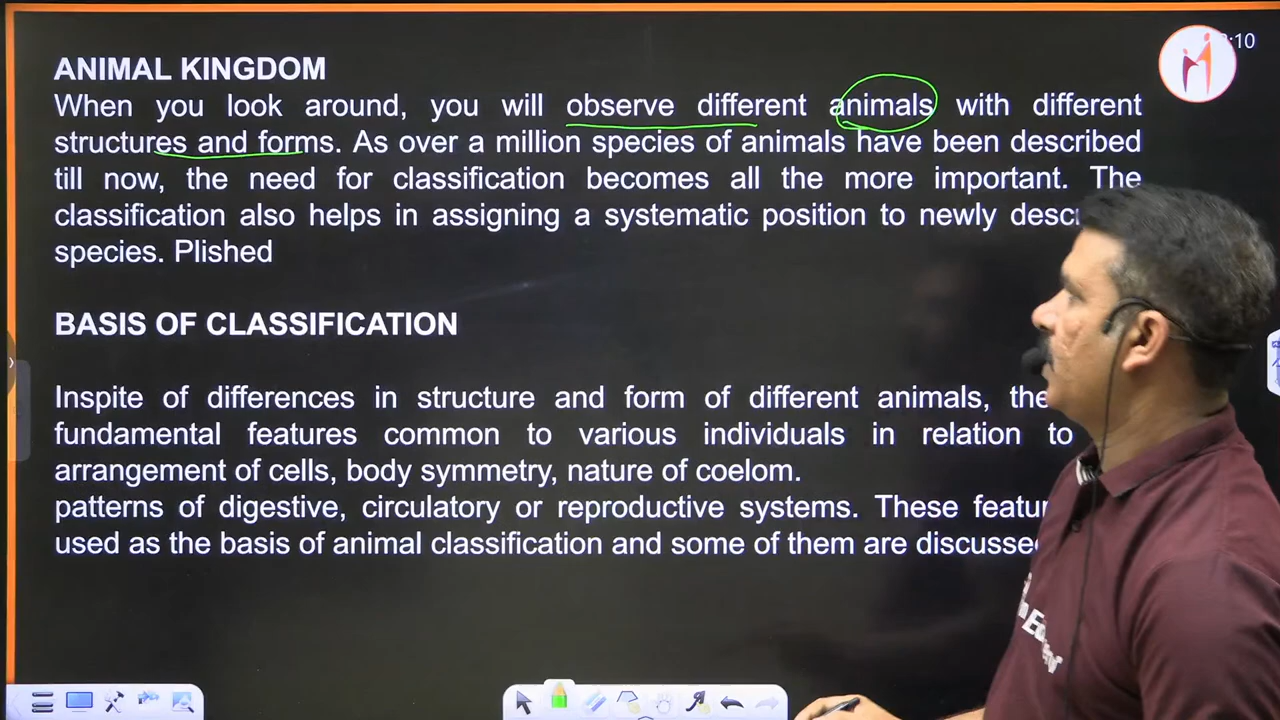 :10
ANIMAL KINGDOM
When you look around, you will observe different animals with different
structures and forms. As over a million species of animals have been described
till now, the need for classification becomes all the more important. The
classification also helps in assigning a systematic position to newly
species. Plished
BASIS OF CLASSIFICATION
Inspite of differences in structure and form of different animals,
fundamental features common to various individuals in relation to
arrangement of cells, body symmetry, nature of coelom.
patterns of digestive, circulatory or reproductive systems. These
used as the basis of animal classification and some of them are